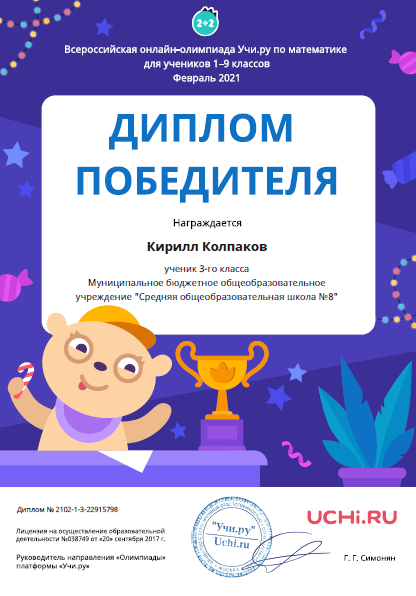 2+2
Всероссийская онлайн-олимпиада Учи.ру по математике
для учеников 1–9 классов
Февраль 2021
ДИПЛОМ
ПОБЕДИТЕЛЯ
Награждается
Кирилл Колпаков
ученик 3-го класса
Муниципальное бюджетное общеобразовательное
учреждение "Средняя общеобразовательная школа №8"
Диплом № 2102-1-3-22915798
Лицензия на осуществление образовательной
деятельности №038749 от «20» сентября 2017 г.
Руководитель направления «Олимпиады»
платформы «Учи.ру»
"Учи.ру"
Uchi.ru
UCHi.RU
Г. Г. Симонян